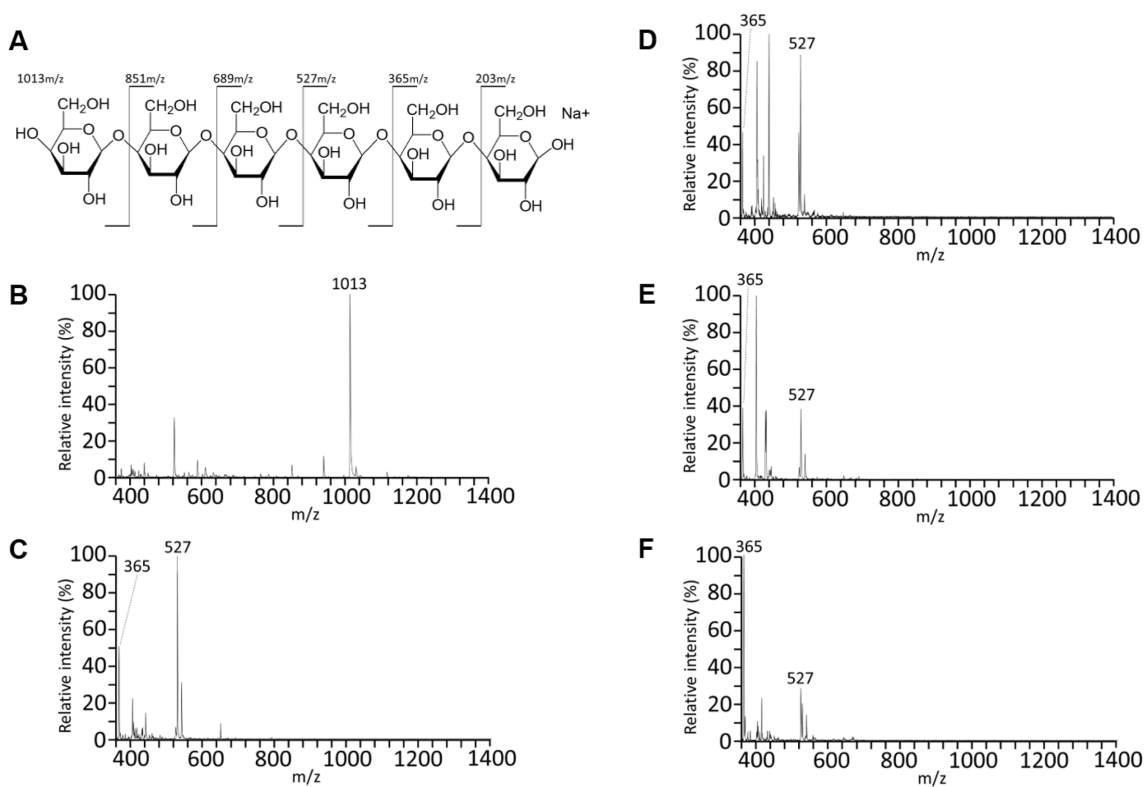 A
1013m/z 851m/z 689m/z 527m/z 365m/z 203m/z
CH2OH CH2OH CH2OH CH2OH CH2OH CH2OH Na+
HO O O O O O O O O O O O OH
OH OH OH OH OH OH
OH OH OH OH OH OH
B
1013
Relative intensity (%)
100
80
60
40
20
0
400 600 800 1000 1200 1400
m/z
C
527
365
Relative intensity (%)
100
80
60
40
20
0
400 600 800 1000 1200 1400
m/z
D
365
527
Relative intensity (%)
100
80
60
40
20
0
400 600 800 1000 1200 1400
m/z
E
365
527
Relative intensity (%)
100
80
60
40
20
0
400 600 800 1000 1200 1400
m/z
F
365
527
Relative intensity (%)
100
80
60
40
20
0
400 600 800 1000 1200 1400
m/z